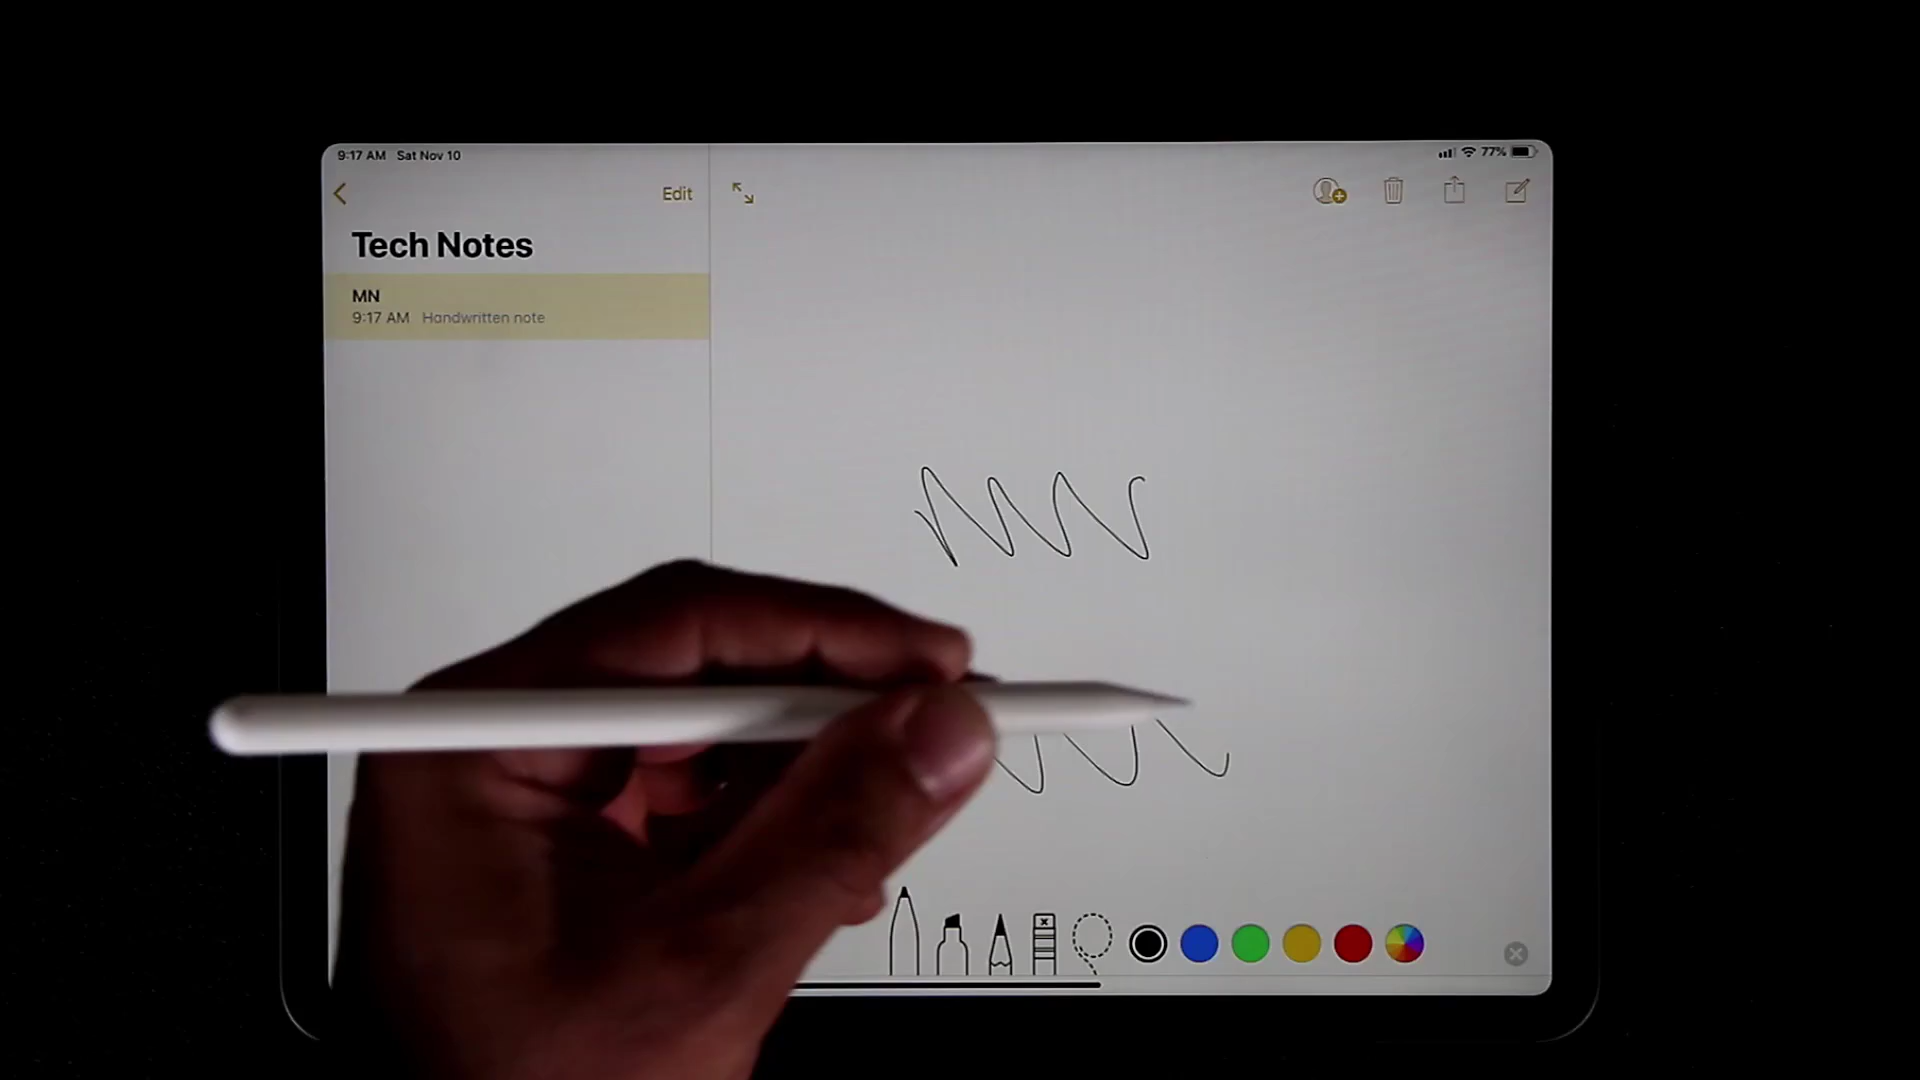 9:17 AM Sat Nov 10
77%
Edit
Tech Notes
MN
9:17 AM Handwritten note